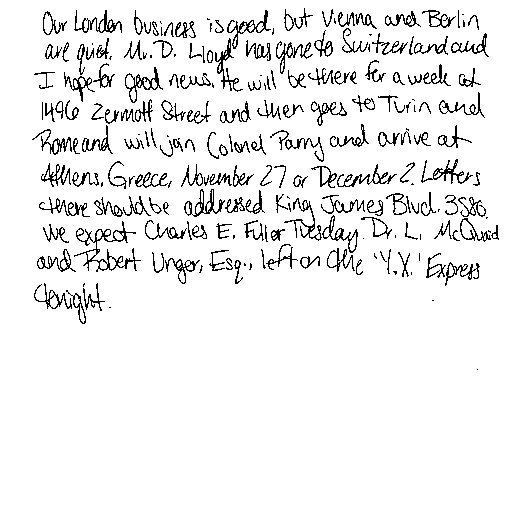 Our London business is good, but Vienna and Berlin
are quiet. Mr. D. Lloyd has gone to Switzerland and
I hope for good news. He will be there for a week at
1496 Zermott Street and then goes to Turin and
Rome and will join Colonel Parry and arrive at
Athens, Greece, November 27 or December 2. Letters
there should be addressed King James Blvd. 3580.
We expect Charles E. Fuller Tuesday. Dr. L. McQuaid
and Robert Unger, Esq., left on the 'Y.X.' Express
tonight.